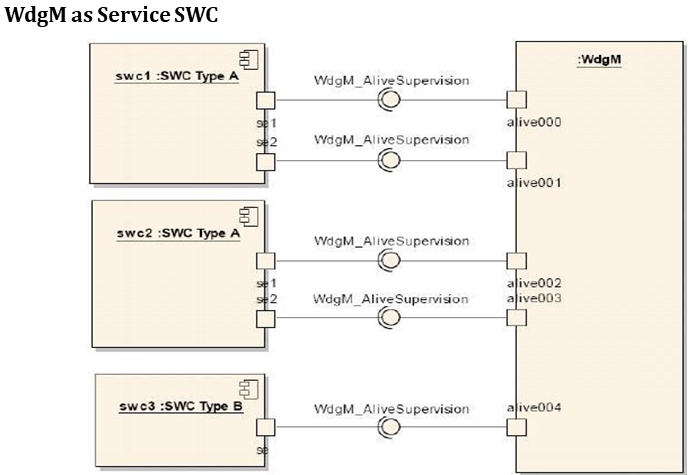 WdgM as Service SWC
swc1 :SWC Type A
se1
se2
WdgM_AliveSupervision
WdgM_AliveSupervision
:WdgM
alive000
alive001
swc2 :SWC Type A
se1
se2
WdgM_AliveSupervision
WdgM_AliveSupervision
alive002
alive003
swc3 :SWC Type B
se
WdgM_AliveSupervision
alive004